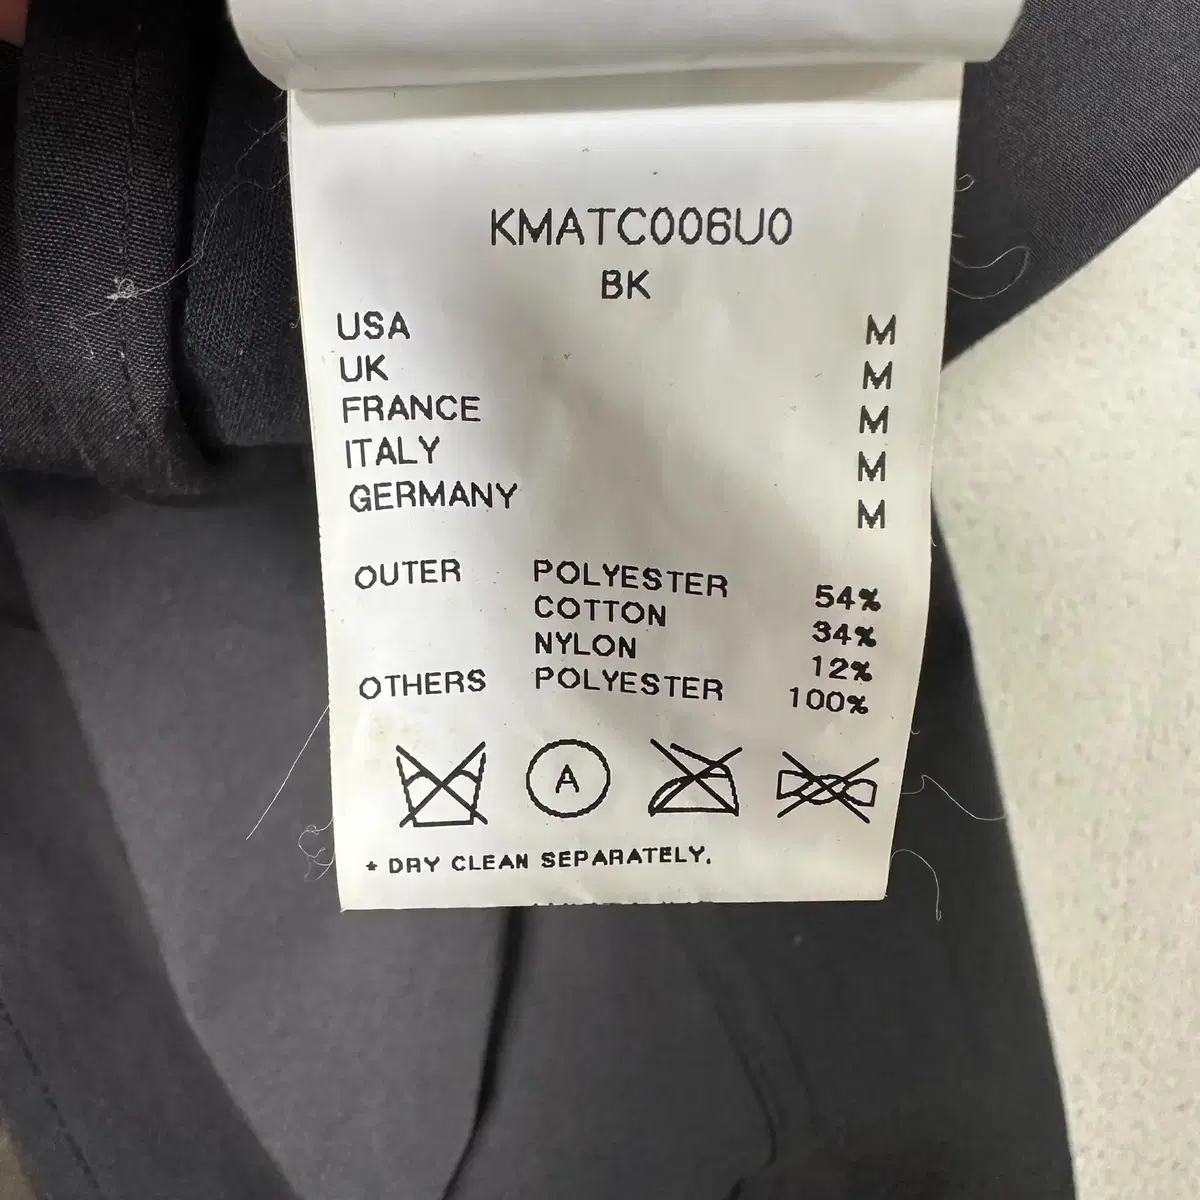 KMATC006U0
BK
USA M
UK M
FRANCE M
ITALY M
GERMANY M
OUTER POLYESTER 54%
COTTON 34%
NYLON 12%
OTHERS POLYESTER 100%
A
* DRY CLEAN SEPARATELY.